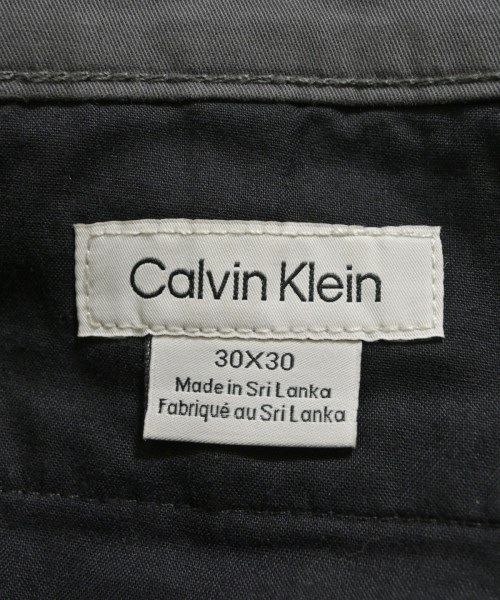 Calvin Klein
30X30
Made in Sri Lanka
Fabriqué au Sri Lanka